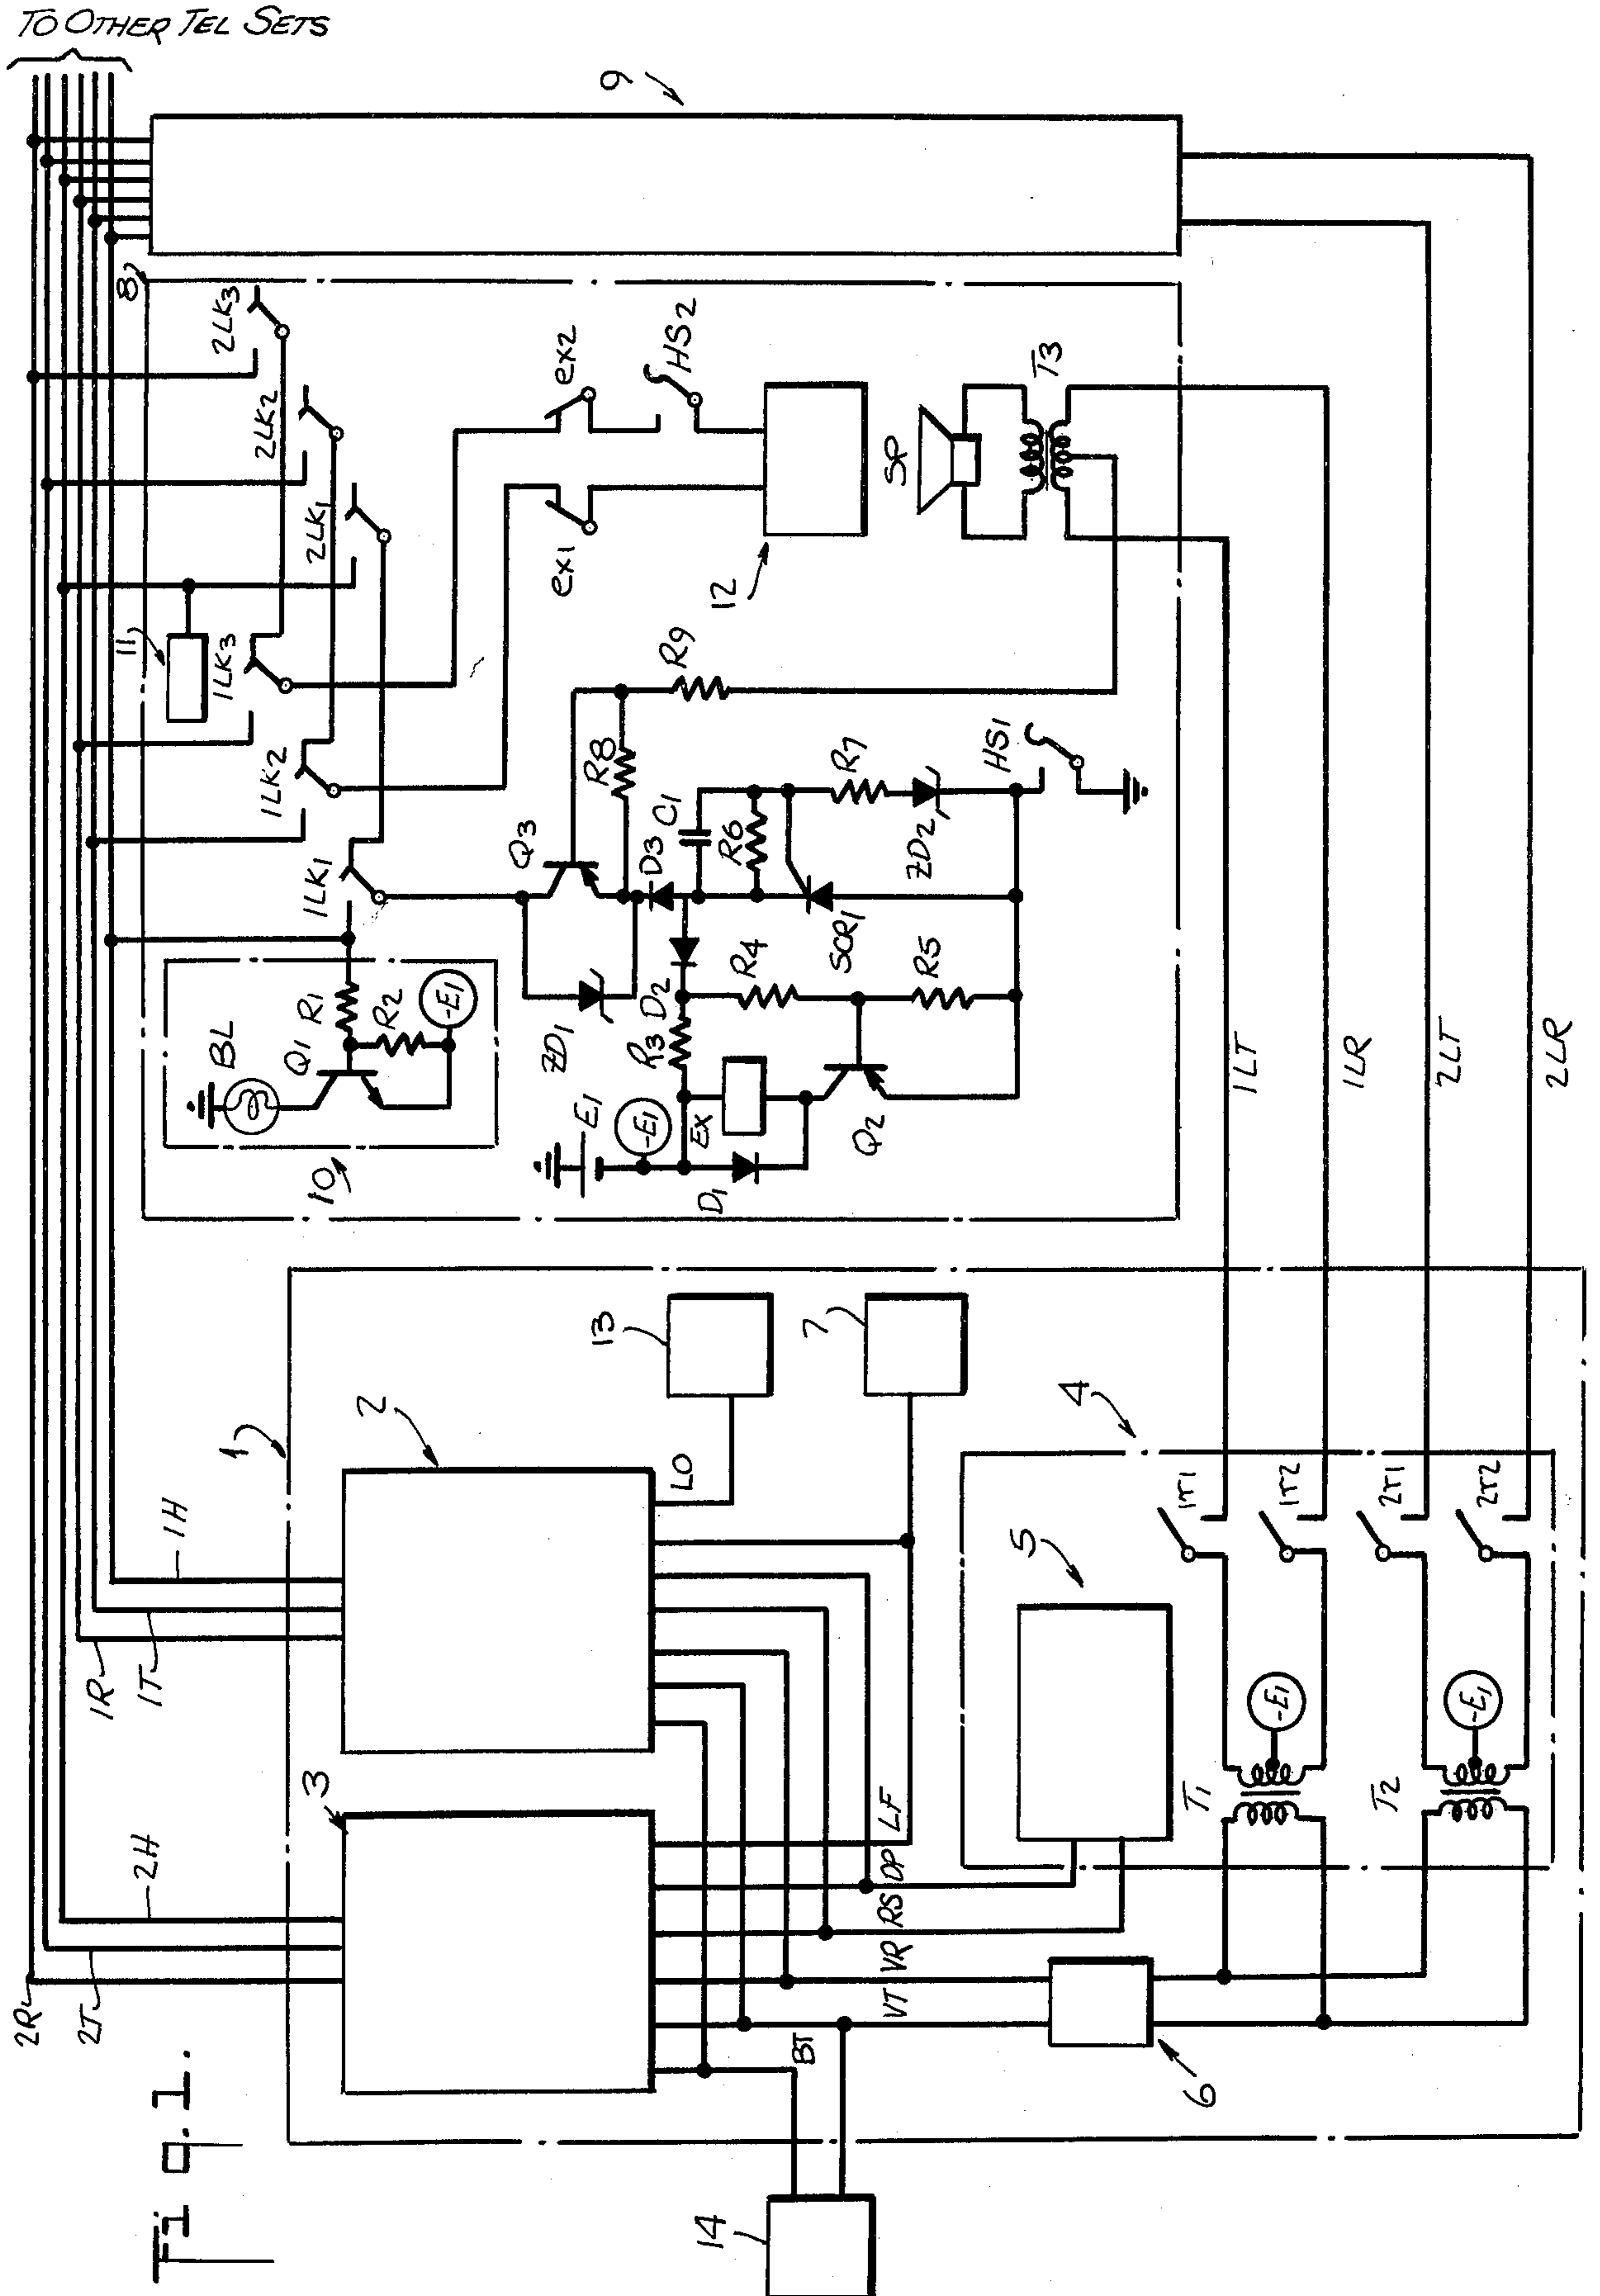 TO OTHER TEL SETS
9
8
2LK3
2LK2
2LK1
11
1LK3
1LK2
1LK1
ex2
HS2
ex1
12
SP
T3
R9
R8
Q3
D3
C1
R6
R7
ZD2
HS1
SCR1
D2
R4
R5
ZD1
R3
E1
-E1
EX
D1
Q2
BL
Q1
R1
R2
-E1
10
1LT
1LR
2LT
2LR
1
2
13
7
LO
4
5
1r1
1r2
2r1
2r2
1H
1R
1T
3
2H
LF
DP
RS
VR
VT
BT
T1
-E1
T2
-E1
6
2R
2T
14
Fig. 1.